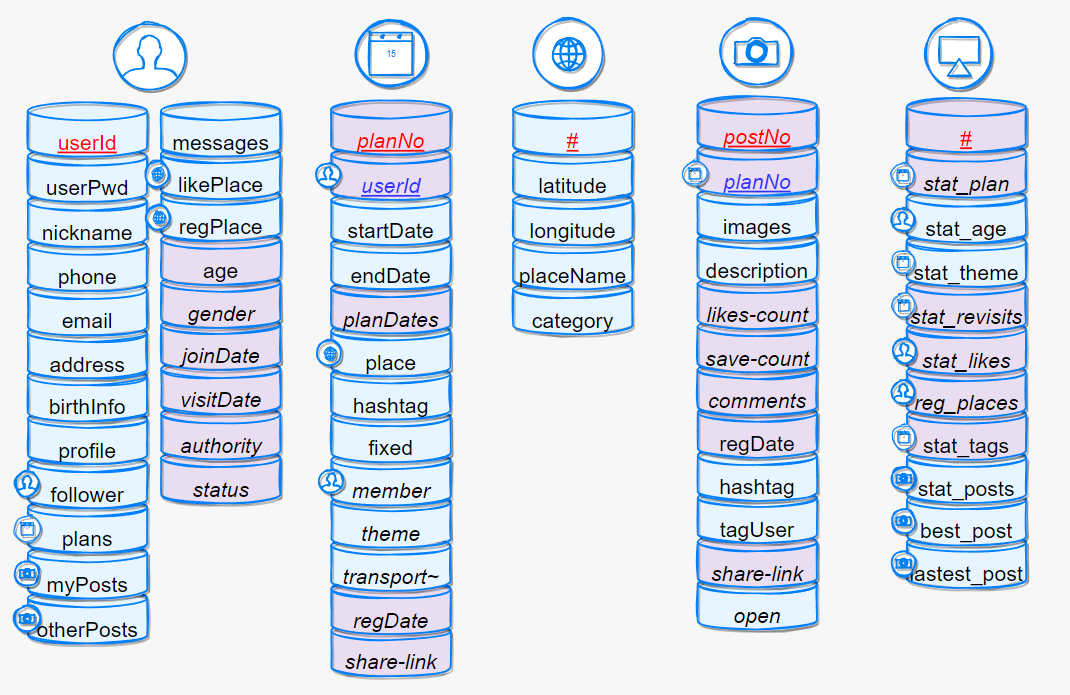 15
userId
userPwd
nickname
phone
email
address
birthInfo
profile
follower
plans
myPosts
otherPosts
messages
likePlace
regPlace
age
gender
joinDate
visitDate
authority
status
planNo
userId
startDate
endDate
planDates
place
hashtag
fixed
member
theme
transport~
regDate
share-link
#
latitude
longitude
placeName
category
postNo
planNo
images
description
likes-count
save-count
comments
regDate
hashtag
tagUser
share-link
open
#
stat_plan
stat_age
stat_theme
stat_revisits
stat_likes
reg_places
stat_tags
stat_posts
best_post
lastest_post